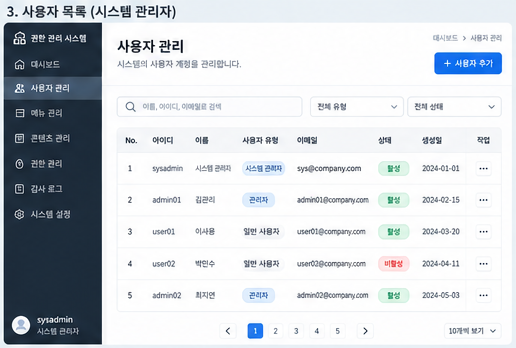 3. 사용자 목록 (시스템 관리자)
권한 관리 시스템
대시보드
사용자 관리
메뉴 관리
콘텐츠 관리
권한 관리
감사 로그
시스템 설정
sysadmin
시스템 관리자
대시보드 > 사용자 관리
사용자 관리
시스템의 사용자 계정을 관리합니다.
+ 사용자 추가
이름, 아이디, 이메일로 검색
전체 유형
전체 상태
No. 아이디 이름 사용자 유형 이메일 상태 생성일 작업
1 sysadmin 시스템 관리자 시스템 관리자 sys@company.com 활성 2024-01-01 ···
2 admin01 김관리 관리자 admin01@company.com 활성 2024-02-15 ···
3 user01 이사용 일반 사용자 user01@company.com 활성 2024-03-20 ···
4 user02 박민수 일반 사용자 user02@company.com 비활성 2024-04-11 ···
5 admin02 최지연 관리자 admin02@company.com 활성 2024-05-03 ···
< 1 2 3 4 5 >
10개씩 보기